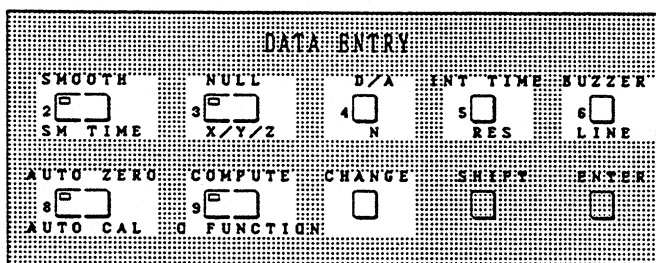 DATA ENTRY
SMOOTH NULL D/A INT TIME BUZZER
2 3 4 5 6
SM TIME X/Y/Z N RES LINE
AUTO ZERO COMPUTE CHANGE SHIFT ENTER
8 9
AUTO CAL O FUNCTION